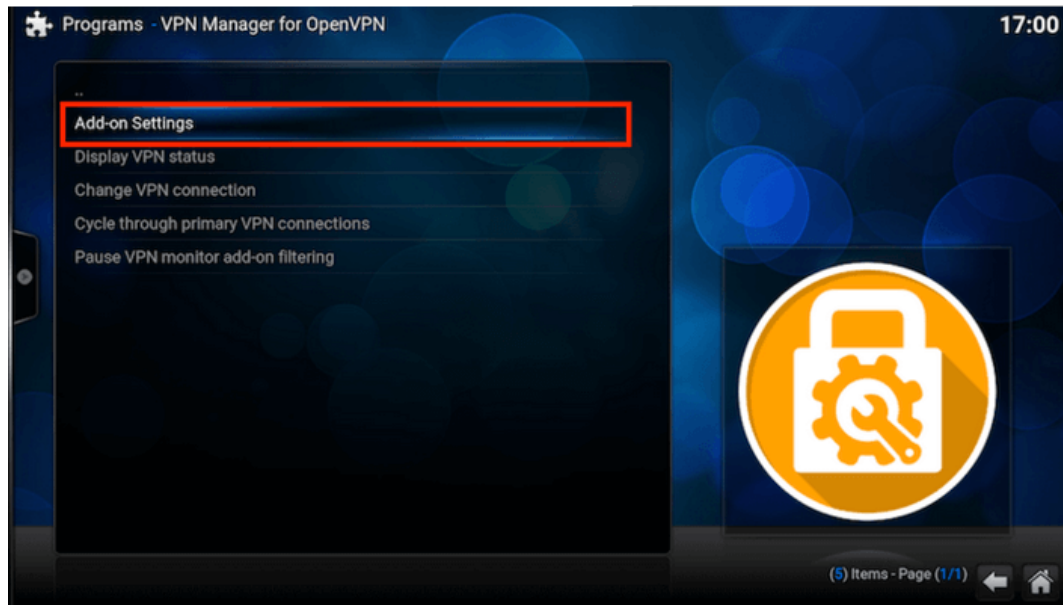 Programs - VPN Manager for OpenVPN
17:00
..
Add-on Settings
Display VPN status
Change VPN connection
Cycle through primary VPN connections
Pause VPN monitor add-on filtering
(5) Items - Page (1/1)